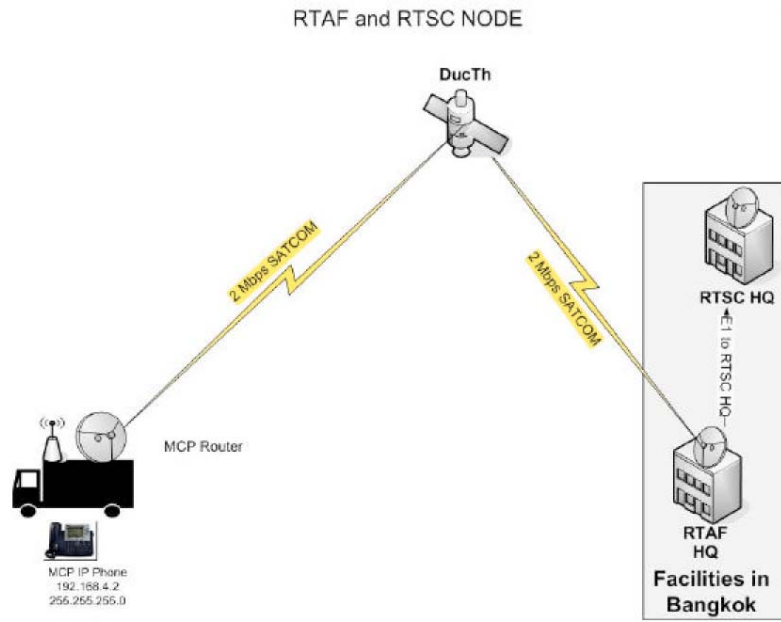 RTAF and RTSC NODE
DucTh
2 Mbps SATCOM
2 Mbps SATCOM
RTSC HQ
E1 to RTSC HQ
MCP Router
RTAF
HQ
MCP IP Phone
192.168.4.2
255.255.255.0
Facilities in
Bangkok